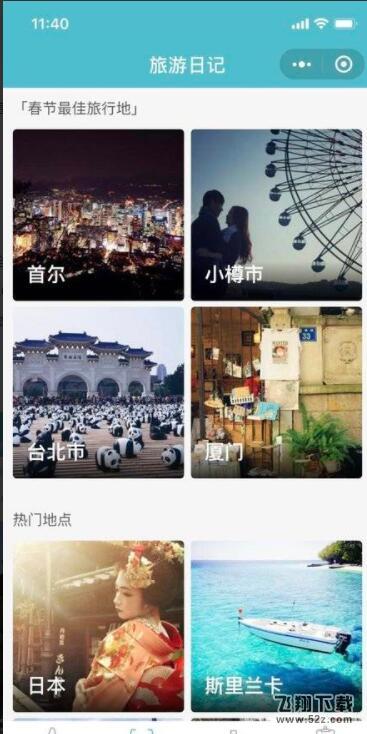 11:40
旅游日记
「春节最佳旅行地」
首尔
小樽市
WANTED
33
台北市
厦门
热门地点
日本
斯里兰卡
飞翔下载
www.52z.com